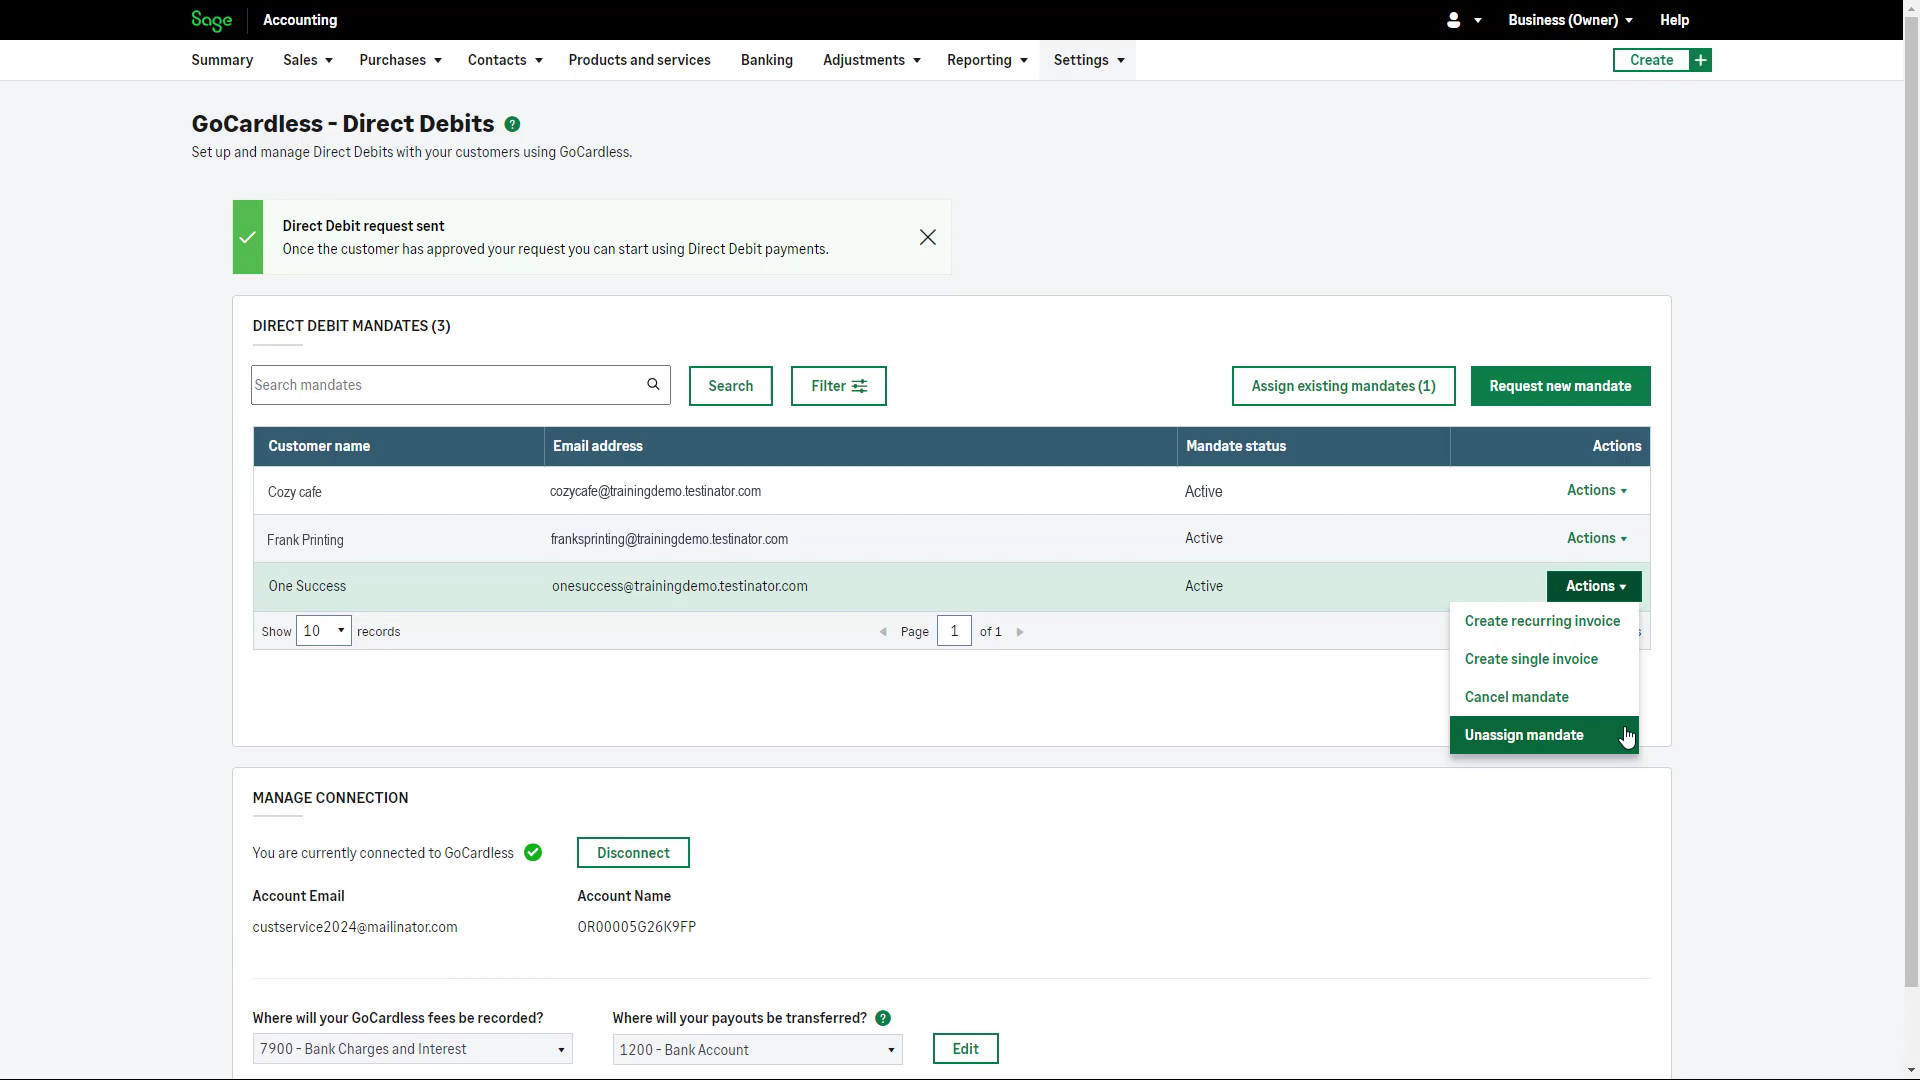 Sage Accounting Business (Owner) Help
Summary Sales Purchases Contacts Products and services Banking Adjustments Reporting Settings Create +
GoCardless - Direct Debits ?
Set up and manage Direct Debits with your customers using GoCardless.
Direct Debit request sent
Once the customer has approved your request you can start using Direct Debit payments.
DIRECT DEBIT MANDATES (3)
Search mandates Search Filter Assign existing mandates (1) Request new mandate
Customer name Email address Mandate status Actions
Cozy cafe cozycafe@trainingdemo.testinator.com Active Actions
Frank Printing franksprinting@trainingdemo.testinator.com Active Actions
One Success onesuccess@trainingdemo.testinator.com Active Actions
Show 10 records Page 1 of 1
Create recurring invoice
Create single invoice
Cancel mandate
Unassign mandate
MANAGE CONNECTION
You are currently connected to GoCardless Disconnect
Account Email Account Name
custservice2024@mailinator.com OR00005G26K9FP
Where will your GoCardless fees be recorded? Where will your payouts be transferred? ?
7900 - Bank Charges and Interest 1200 - Bank Account Edit